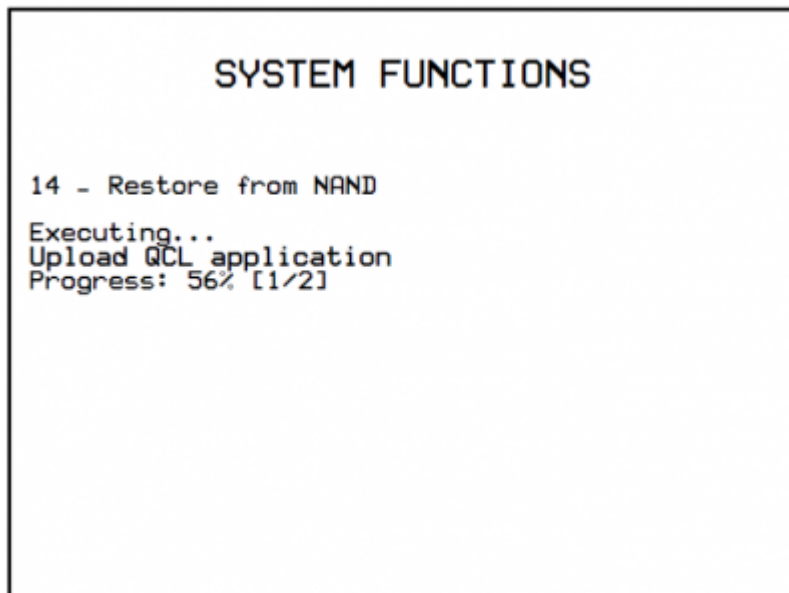 SYSTEM FUNCTIONS
14 - Restore from NAND
Executing...
Upload QCL application
Progress: 56% [1/2]